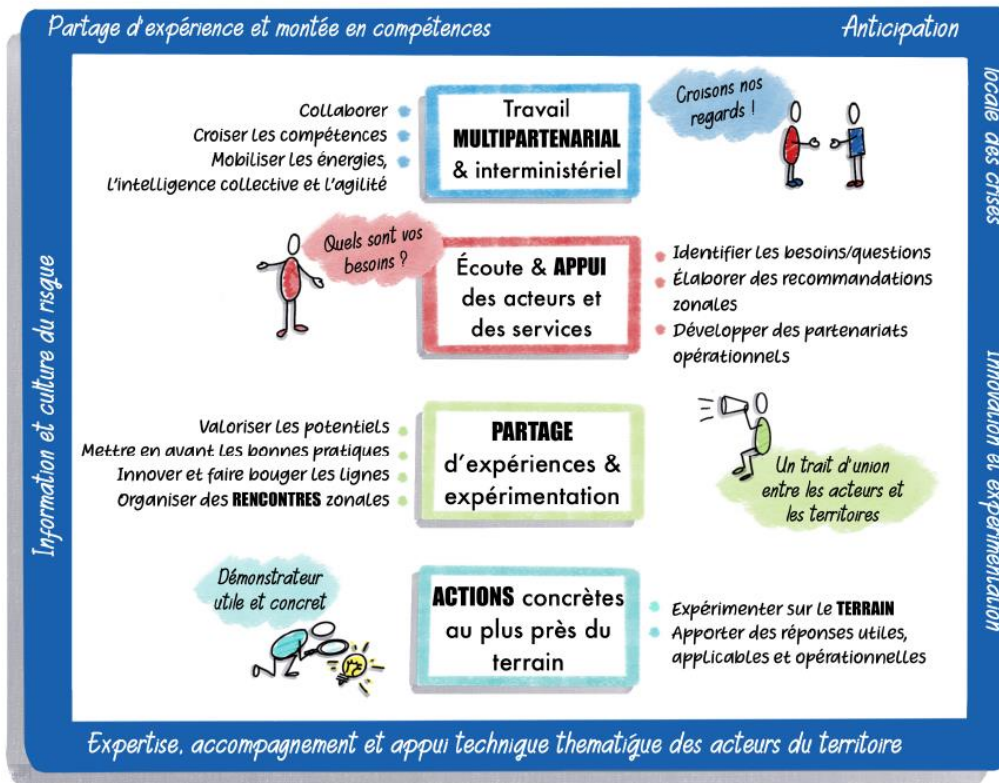 Partage d'expérience et montée en compétences
Anticipation
locale des crises
Innovation et expérimentation
Information et culture du risque
Collaborer
Croiser les compétences
Mobiliser les énergies,
l'intelligence collective et l'agilité
Travail
MULTIPARTENARIAL
& interministériel
Croisons nos
regards !
Quels sont vos
besoins ?
Écoute & APPUI
des acteurs et
des services
Identifier les besoins/questions
Élaborer des recommandations
zonales
Développer des partenariats
opérationnels
Valoriser les potentiels
Mettre en avant les bonnes pratiques
Innover et faire bouger les lignes
Organiser des RENCONTRES zonales
PARTAGE
d'expériences &
expérimentation
Un trait d'union
entre les acteurs et
les territoires
Démonstrateur
utile et concret
ACTIONS concrètes
au plus près du
terrain
Expérimenter sur le TERRAIN
Apporter des réponses utiles,
applicables et opérationnelles
Expertise, accompagnement et appui technique thematique des acteurs du territoire